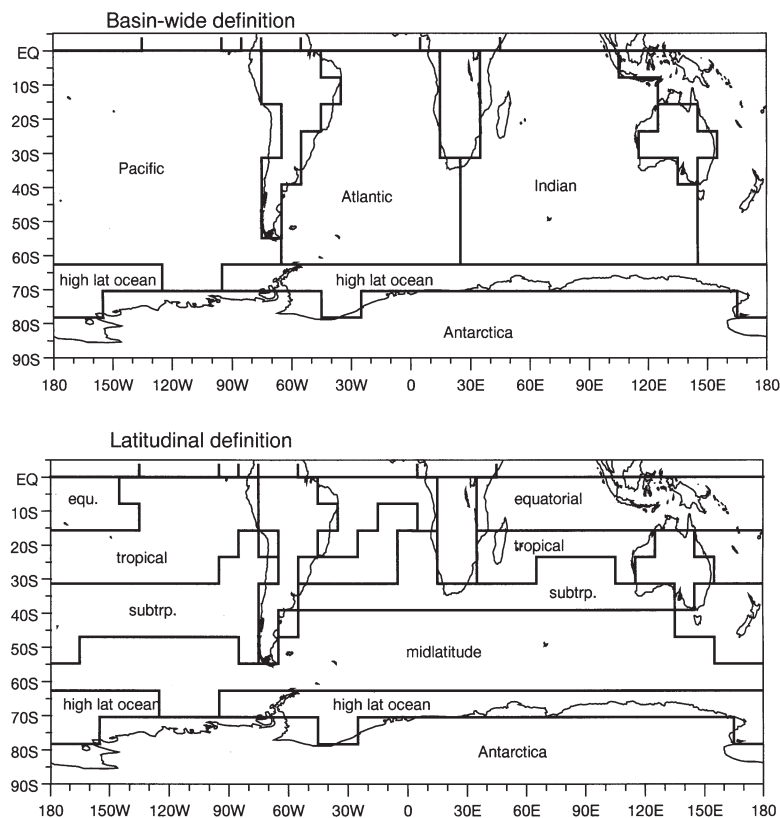 Basin-wide definition
EQ
10S
20S
30S
40S
50S
60S
70S
80S
90S
Pacific
Atlantic
Indian
high lat ocean
high lat ocean
Antarctica
180 150W 120W 90W 60W 30W 0 30E 60E 90E 120E 150E 180
Latitudinal definition
EQ
10S
20S
30S
40S
50S
60S
70S
80S
90S
equ.
equatorial
tropical
tropical
subtrp.
subtrp.
midlatitude
high lat ocean
high lat ocean
Antarctica
180 150W 120W 90W 60W 30W 0 30E 60E 90E 120E 150E 180